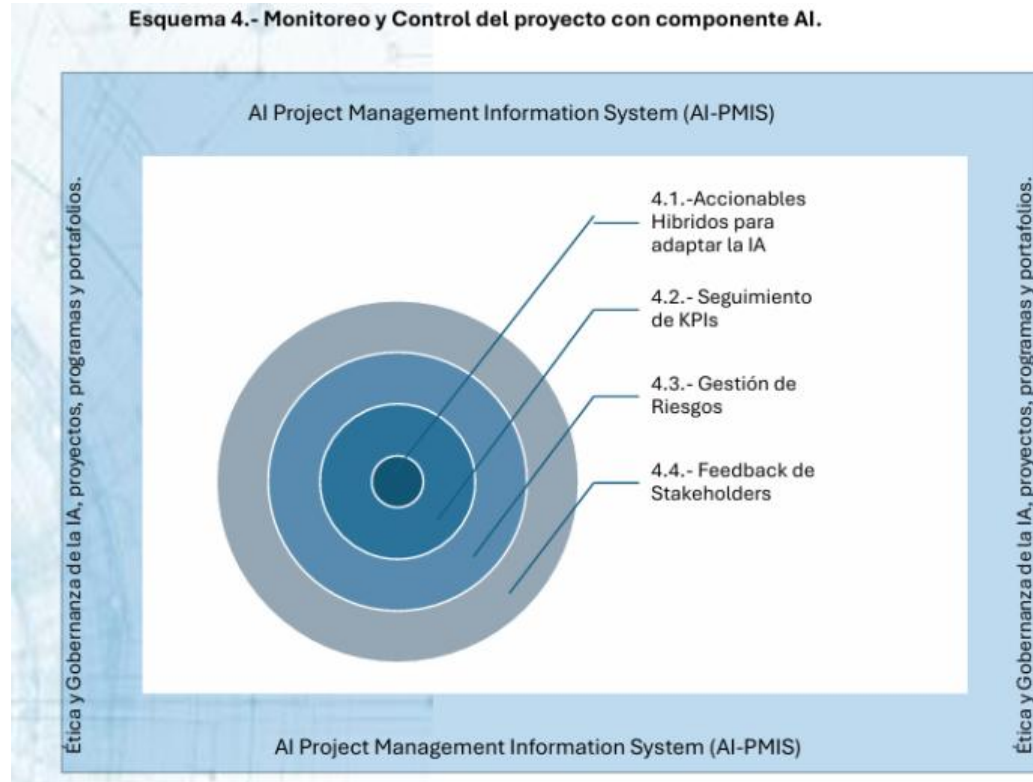 Esquema 4.- Monitoreo y Control del proyecto con componente AI.
AI Project Management Information System (AI-PMIS)
Ética y Gobernanza de la IA, proyectos, programas y portafolios.
4.1.-Accionables
Hibridos para
adaptar la IA
4.2.- Seguimiento
de KPIs
4.3.- Gestión de
Riesgos
4.4.- Feedback de
Stakeholders
Ética y Gobernanza de la IA, proyectos, programas y portafolios.
AI Project Management Information System (AI-PMIS)